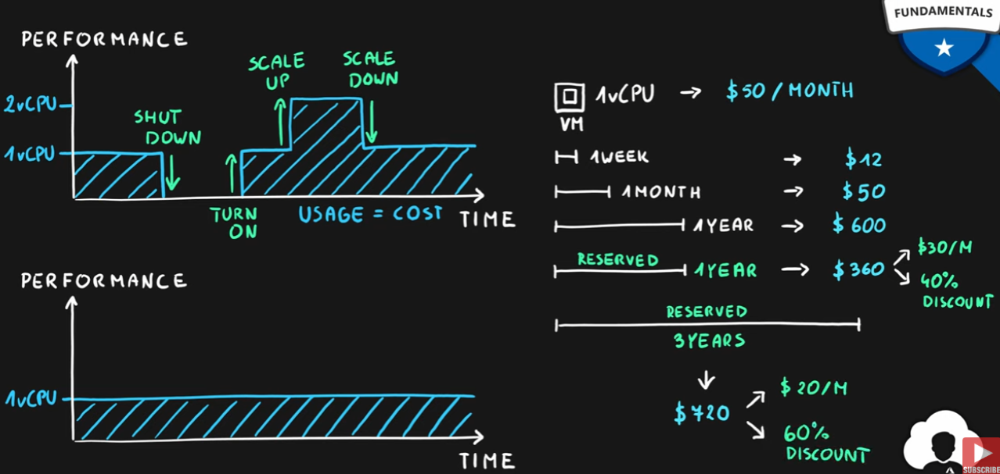 FUNDAMENTALS
PERFORMANCE
2vCPU
1vCPU
SHUT
DOWN
TURN
ON
SCALE
UP
SCALE
DOWN
USAGE = COST
TIME
PERFORMANCE
1vCPU
TIME
1vCPU → $50 / MONTH
VM
1WEEK → $12
1MONTH → $50
1YEAR → $600
RESERVED
1YEAR → $360
$30/M
40%
DISCOUNT
RESERVED
3YEARS
$720
$20/M
60%
DISCOUNT
SUBSCRIBE